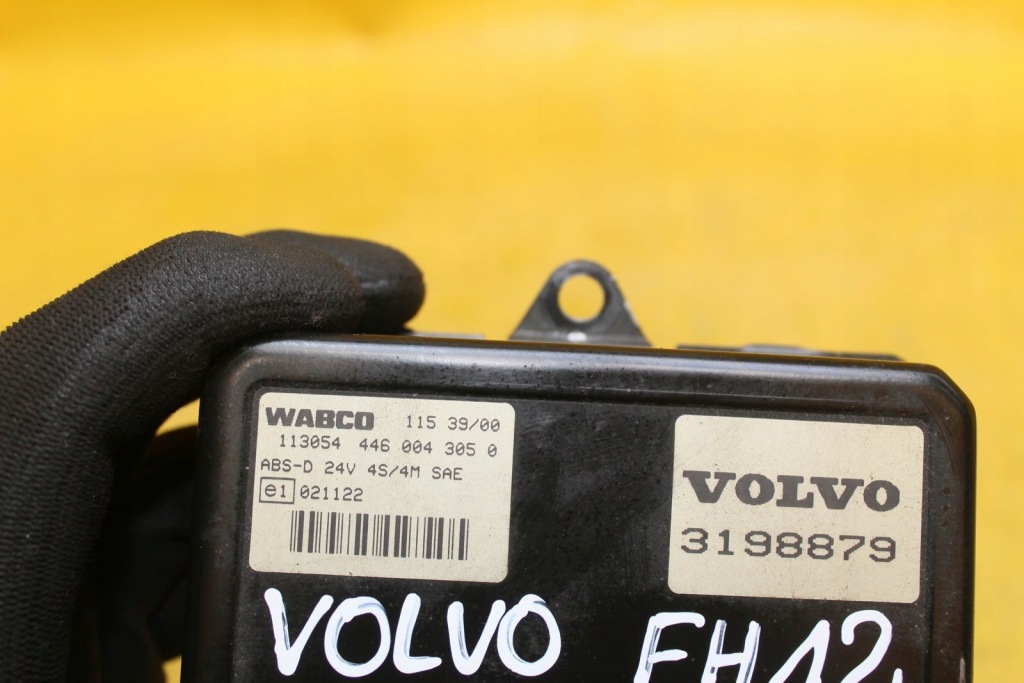 WABCO 115 39/00
113054 446 004 305 0
ABS-D 24V 4S/4M SAE
e1 021122
VOLVO
3198879
VOLVO FH12.